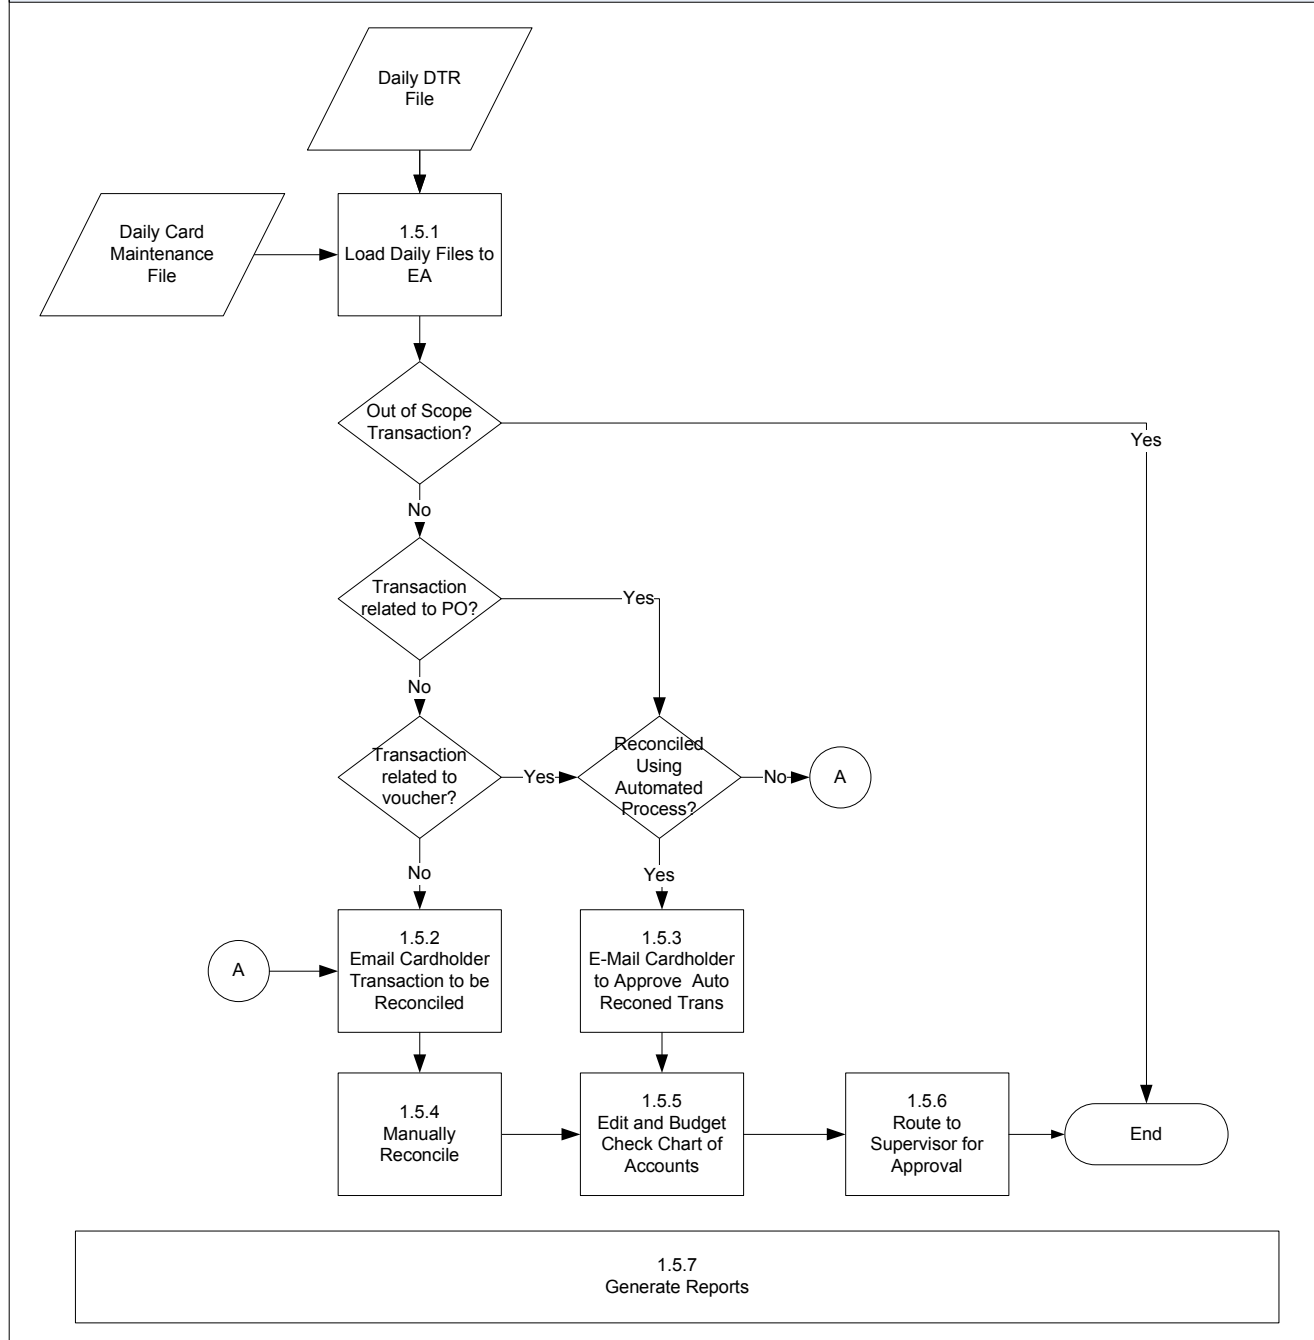 Daily DTR
File
Daily Card
Maintenance
File
1.5.1
Load Daily Files to
EA
Out of Scope
Transaction?
Yes
No
Transaction
related to PO?
Yes
No
Transaction
related to
voucher?
Yes
Reconciled
Using
Automated
Process?
No
A
No
Yes
A
1.5.2
Email Cardholder
Transaction to be
Reconciled
1.5.3
E-Mail Cardholder
to Approve Auto
Reconed Trans
1.5.4
Manually
Reconcile
1.5.5
Edit and Budget
Check Chart of
Accounts
1.5.6
Route to
Supervisor for
Approval
End
1.5.7
Generate Reports